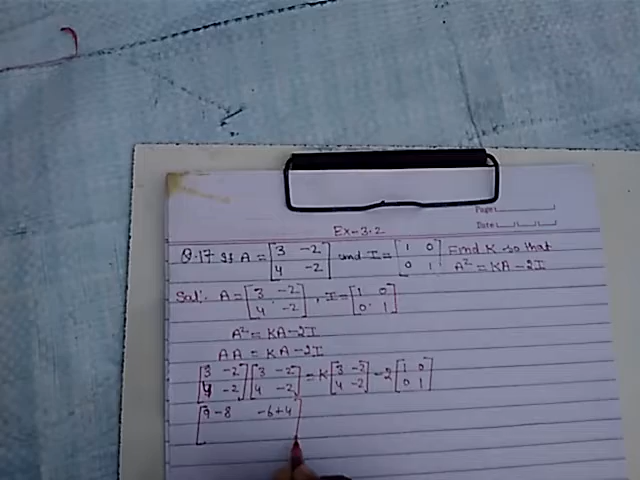 Page:
Date:
Ex-3.2
Q.17 If A = [3 -2 and I = [1 0 Find K so that
4 -2] 0 1] A² = KA-2I
Sol: A = [3 -2 , I = [1 0
4 -2] 0 1]
A² = KA-2I
AA = KA-2I
[3 -2 [3 -2 = K [3 -2 -2 [1 0
4 -2] 4 -2] 4 -2] 0 1]
[9-8 -6+4]